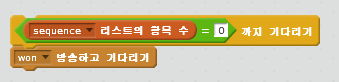 sequence 리스트의 항목 수 = 0 까지 기다리기
won 방송하고 기다리기